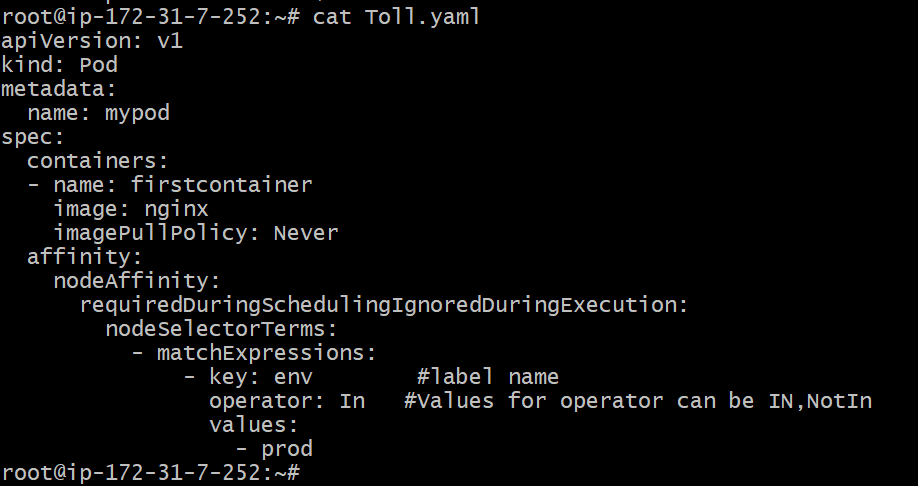 root@ip-172-31-7-252:~# cat Toll.yaml
apiVersion: v1
kind: Pod
metadata:
  name: mypod
spec:
  containers:
  - name: firstcontainer
    image: nginx
    imagePullPolicy: Never
  affinity:
    nodeAffinity:
      requiredDuringSchedulingIgnoredDuringExecution:
        nodeSelectorTerms:
          - matchExpressions:
              - key: env        #label name
                operator: In   #Values for operator can be IN,NotIn
                values:
                  - prod
root@ip-172-31-7-252:~#